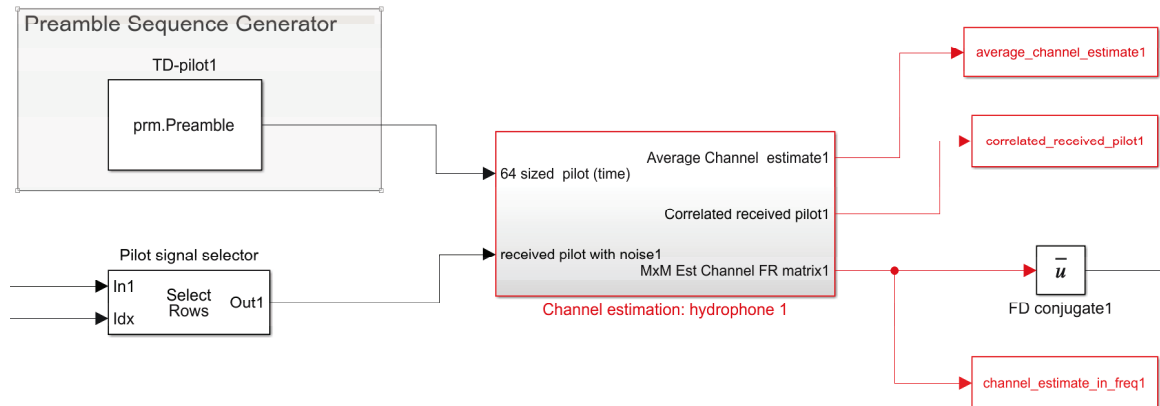 Preamble Sequence Generator
TD-pilot1
prm.Preamble
average_channel_estimate1
correlated_received_pilot1
Average Channel estimate1
64 sized pilot (time)
Correlated received pilot1
received pilot with noise1
MxM Est Channel FR matrix1
Channel estimation: hydrophone 1
Pilot signal selector
In1
Select
Rows
Out1
Idx
u
FD conjugate1
channel_estimate_in_freq1